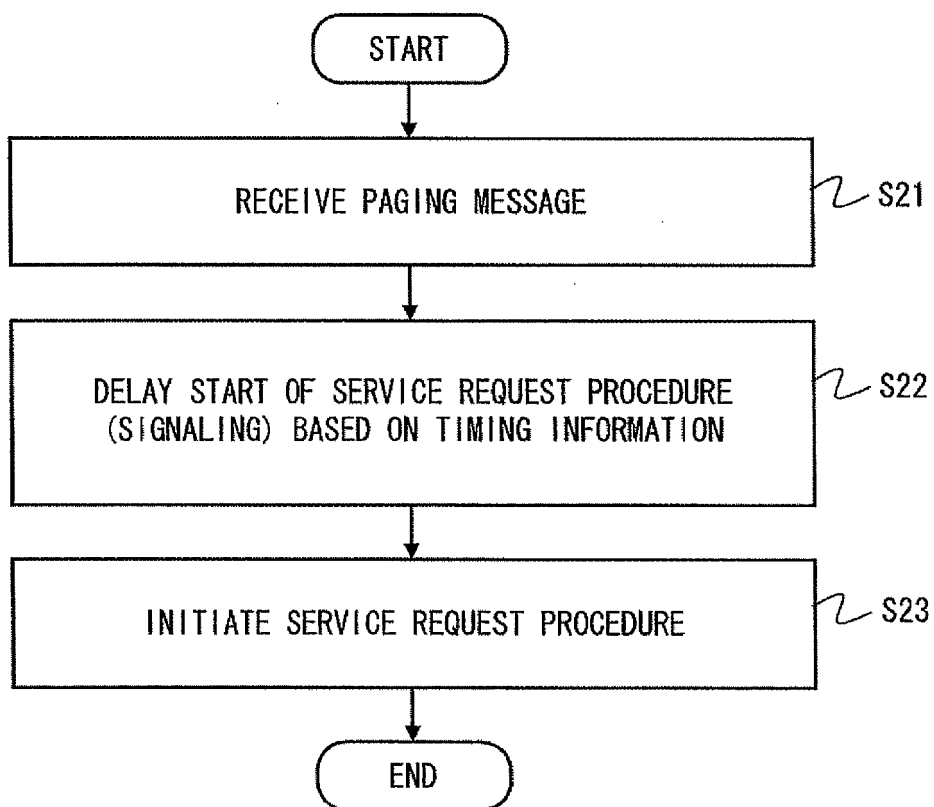 START
RECEIVE PAGING MESSAGE
S21
DELAY START OF SERVICE REQUEST PROCEDURE
(SIGNALING) BASED ON TIMING INFORMATION
S22
INITIATE SERVICE REQUEST PROCEDURE
S23
END